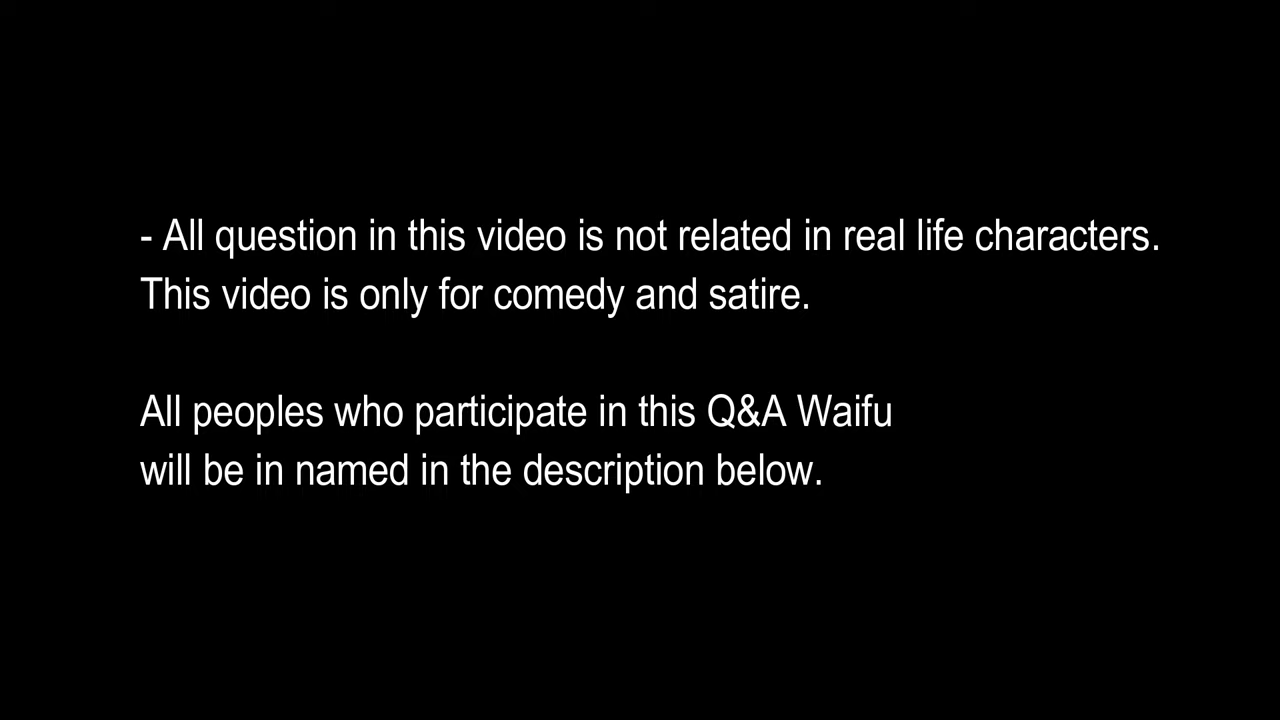 - All question in this video is not related in real life characters.
This video is only for comedy and satire.
All peoples who participate in this Q&A Waifu
will be in named in the description below.